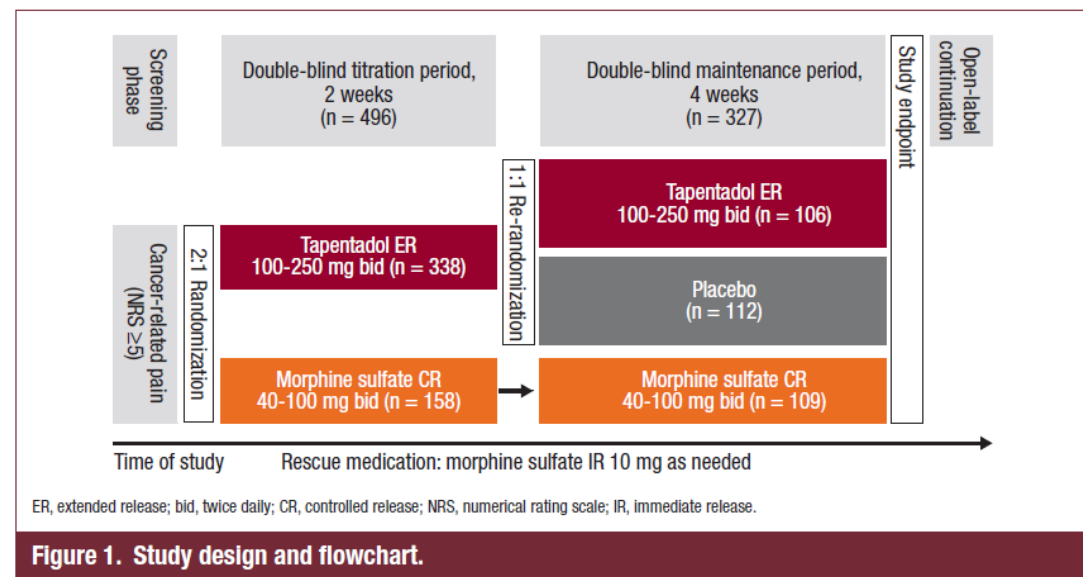 Screening
phase
Double-blind titration period,
2 weeks
(n = 496)
Double-blind maintenance period,
4 weeks
(n = 327)
Study endpoint
Open-label
continuation
Cancer-related pain
(NRS ≥5)
2:1 Randomization
Tapentadol ER
100-250 mg bid (n = 338)
1:1 Re-randomization
Tapentadol ER
100-250 mg bid (n = 106)
Placebo
(n = 112)
Morphine sulfate CR
40-100 mg bid (n = 158)
Morphine sulfate CR
40-100 mg bid (n = 109)
Time of study
Rescue medication: morphine sulfate IR 10 mg as needed
ER, extended release; bid, twice daily; CR, controlled release; NRS, numerical rating scale; IR, immediate release.
Figure 1. Study design and flowchart.